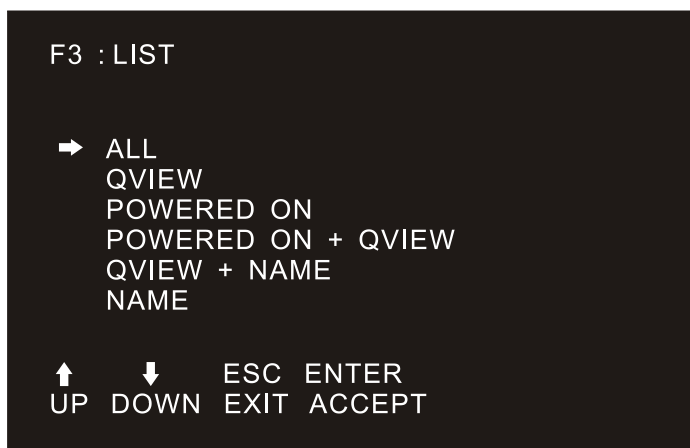 F3 : LIST
➡ ALL
QVIEW
POWERED ON
POWERED ON + QVIEW
QVIEW + NAME
NAME
⬆ ⬇ ESC ENTER
UP DOWN EXIT ACCEPT